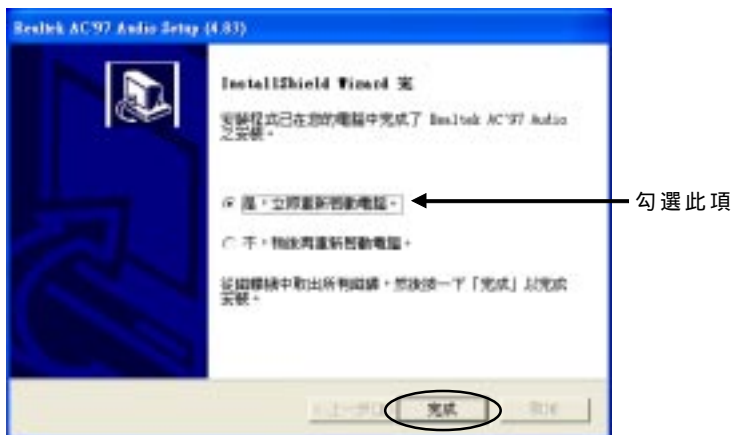 Realtek AC'97 Audio Setup (4.83)
InstallShield Wizard 完
安裝程式已在您的電腦中完成了 Realtek AC'97 Audio
之安裝。
是，立即重新啓動電腦。
勾選此項
不，稍後再重新啓動電腦。
從磁碟機中取出所有磁碟，然後按一下「完成」以完成
安裝。
完成
取消